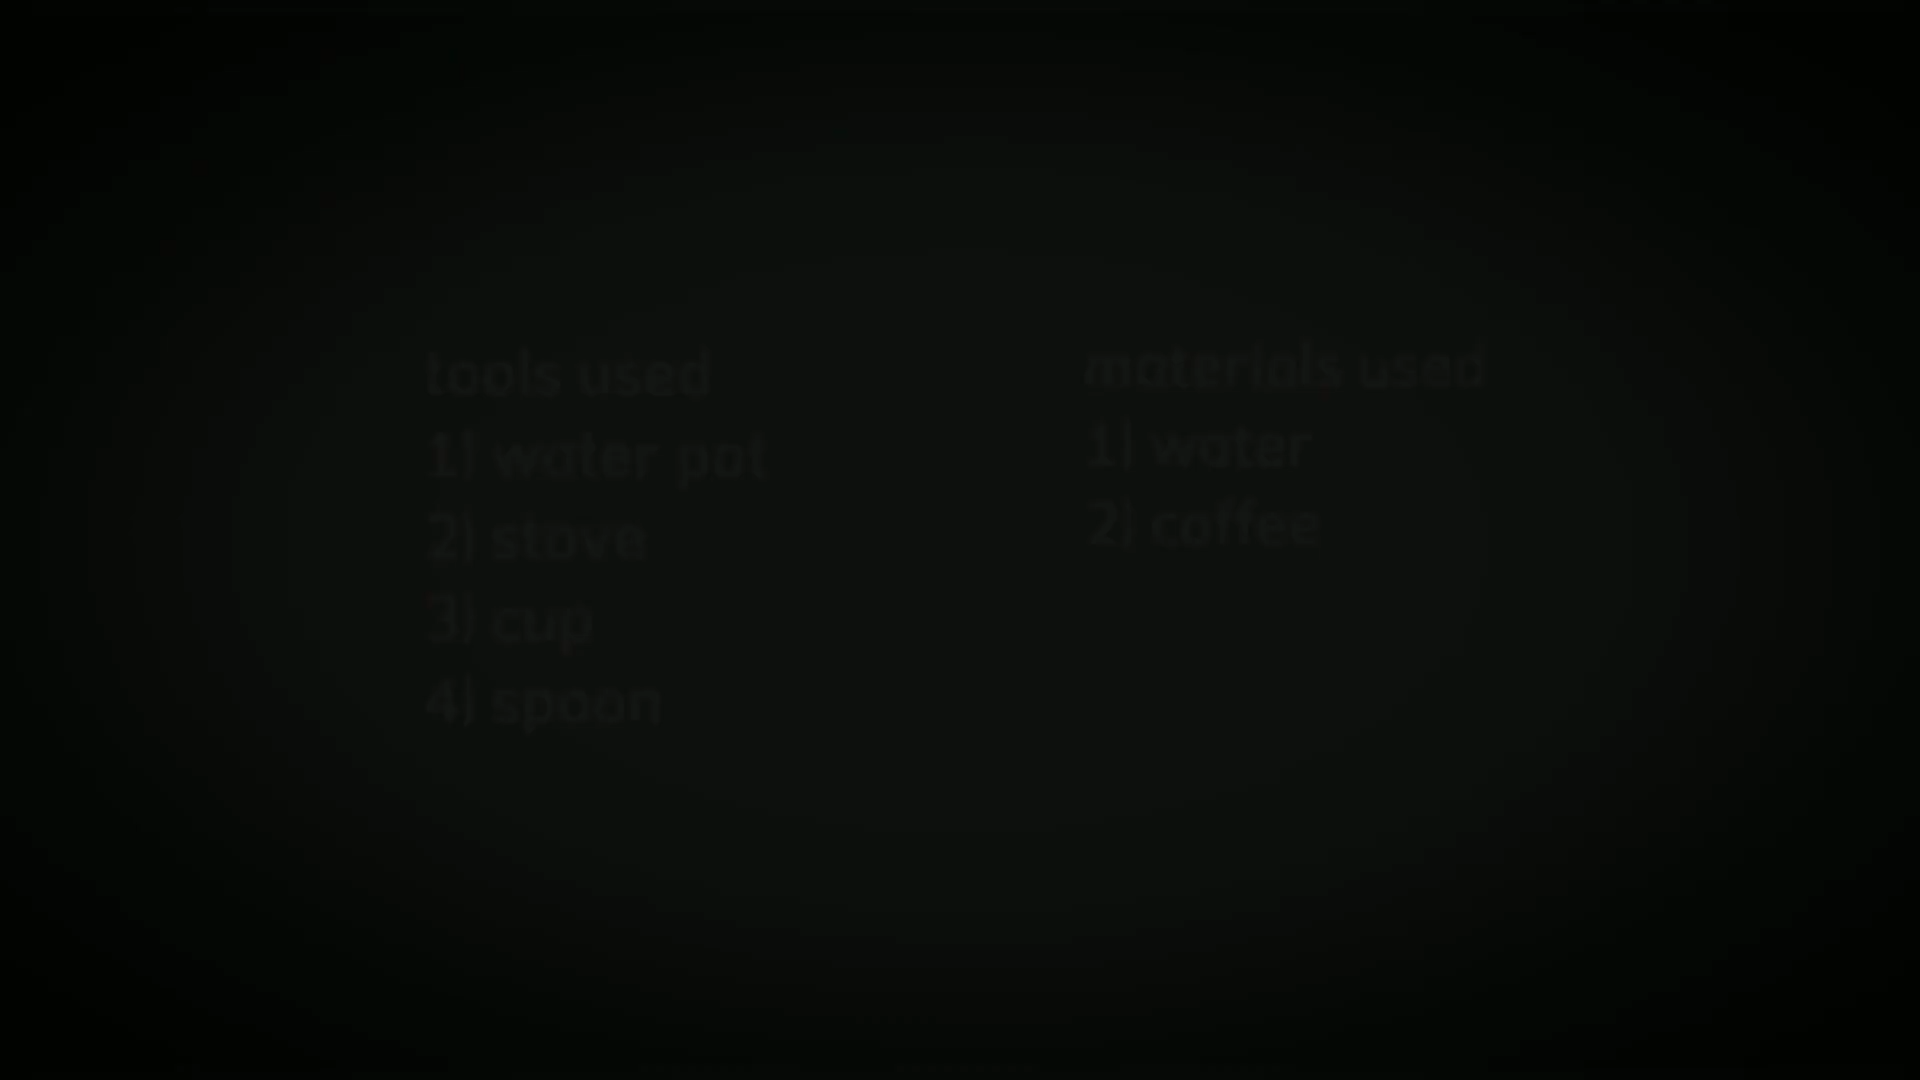 tools used
1) water pot
2) stove
3) cup
4) spoon
materials used
1) water
2) coffee